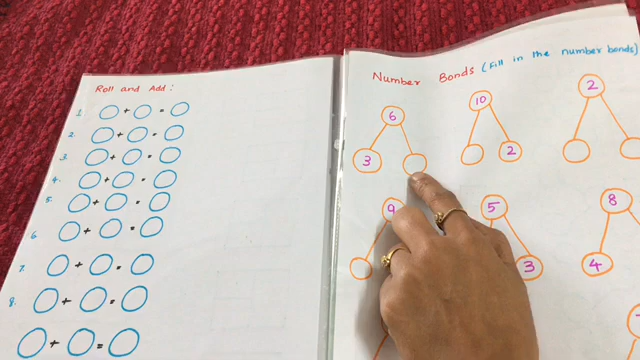 Roll and Add:
1. + =
2. + =
3. + =
4. + =
5. + =
6 + =
7. + =
8. + =
+ =
Number Bonds (Fill in the number bonds)
6
3
10
2
2
9
5
3
8
4